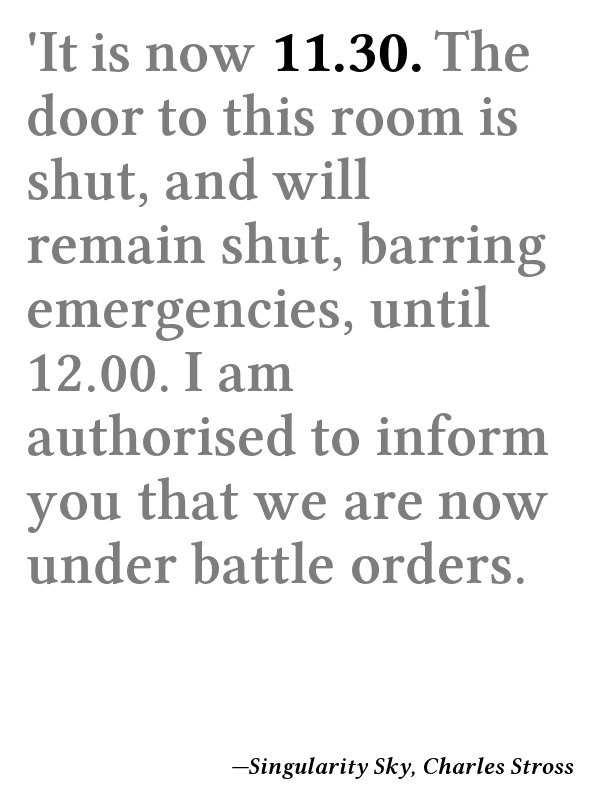 'It is now 11.30. The
door to this room is
shut, and will
remain shut, barring
emergencies, until
12.00. I am
authorised to inform
you that we are now
under battle orders.
—Singularity Sky, Charles Stross